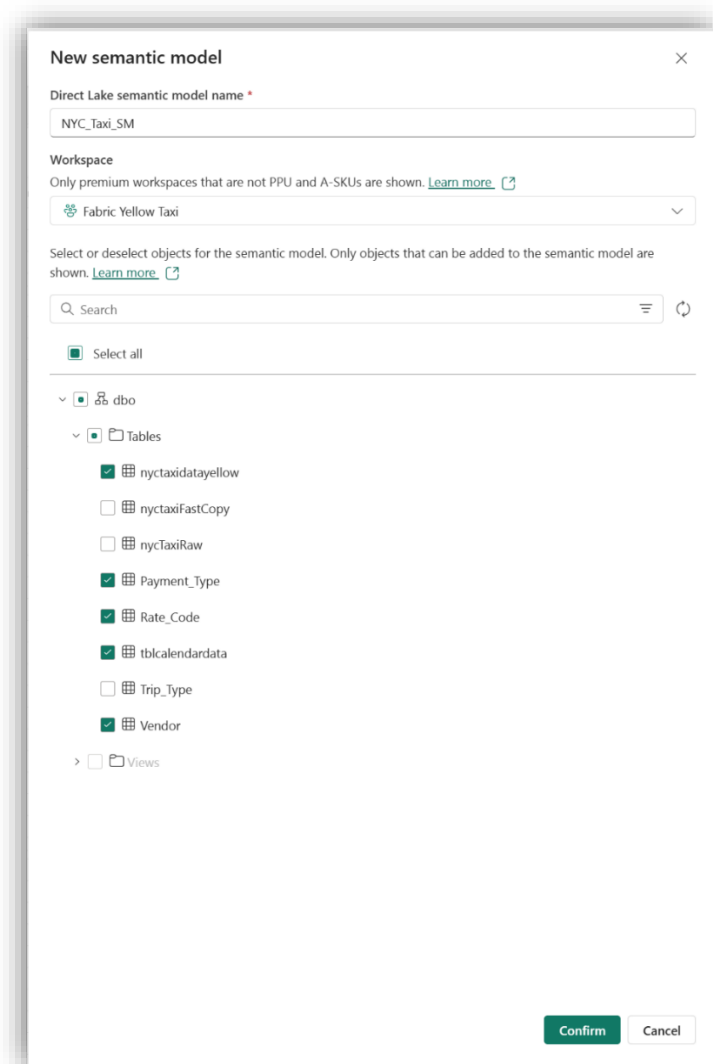 New semantic model
Direct Lake semantic model name *
NYC_Taxi_SM
Workspace
Only premium workspaces that are not PPU and A-SKUs are shown. Learn more
Fabric Yellow Taxi
Select or deselect objects for the semantic model. Only objects that can be added to the semantic model are
shown. Learn more
Search
Select all
dbo
Tables
nyctaxidatayellow
nyctaxiFastCopy
nycTaxiRaw
Payment_Type
Rate_Code
tblcalendardata
Trip_Type
Vendor
Views
Confirm Cancel